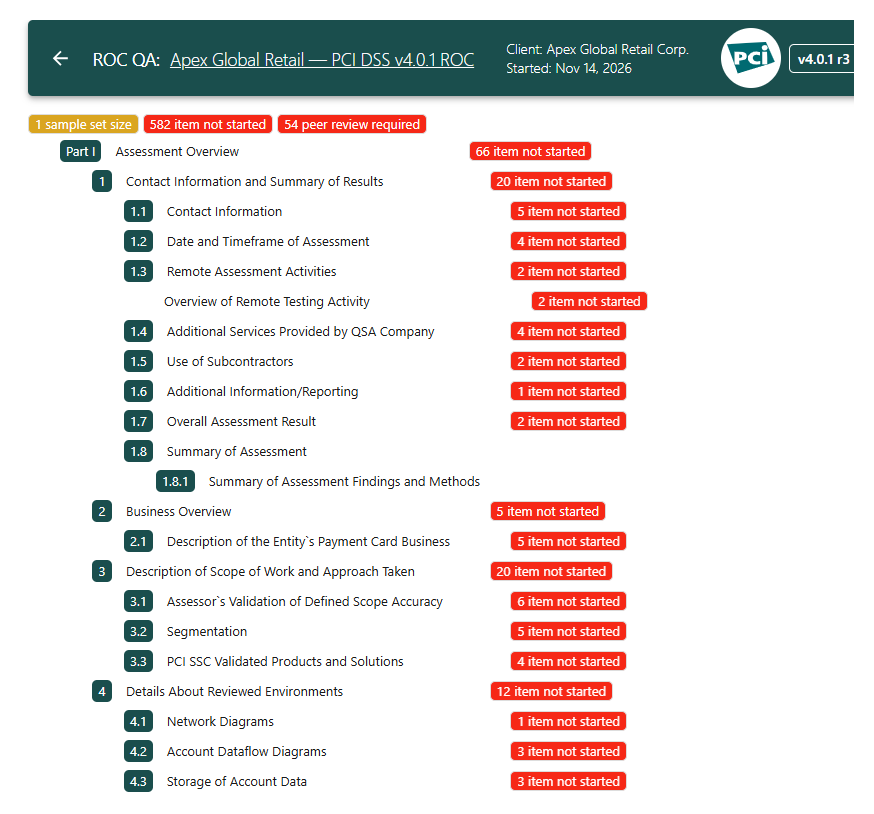 ROC QA: Apex Global Retail — PCI DSS v4.0.1 ROC
Client: Apex Global Retail Corp.
Started: Nov 14, 2026
PCi
v4.0.1 r3
1 sample set size 582 item not started 54 peer review required
Part I Assessment Overview 66 item not started
1 Contact Information and Summary of Results 20 item not started
1.1 Contact Information 5 item not started
1.2 Date and Timeframe of Assessment 4 item not started
1.3 Remote Assessment Activities 2 item not started
Overview of Remote Testing Activity 2 item not started
1.4 Additional Services Provided by QSA Company 4 item not started
1.5 Use of Subcontractors 2 item not started
1.6 Additional Information/Reporting 1 item not started
1.7 Overall Assessment Result 2 item not started
1.8 Summary of Assessment
1.8.1 Summary of Assessment Findings and Methods
2 Business Overview 5 item not started
2.1 Description of the Entity`s Payment Card Business 5 item not started
3 Description of Scope of Work and Approach Taken 20 item not started
3.1 Assessor`s Validation of Defined Scope Accuracy 6 item not started
3.2 Segmentation 5 item not started
3.3 PCI SSC Validated Products and Solutions 4 item not started
4 Details About Reviewed Environments 12 item not started
4.1 Network Diagrams 1 item not started
4.2 Account Dataflow Diagrams 3 item not started
4.3 Storage of Account Data 3 item not started